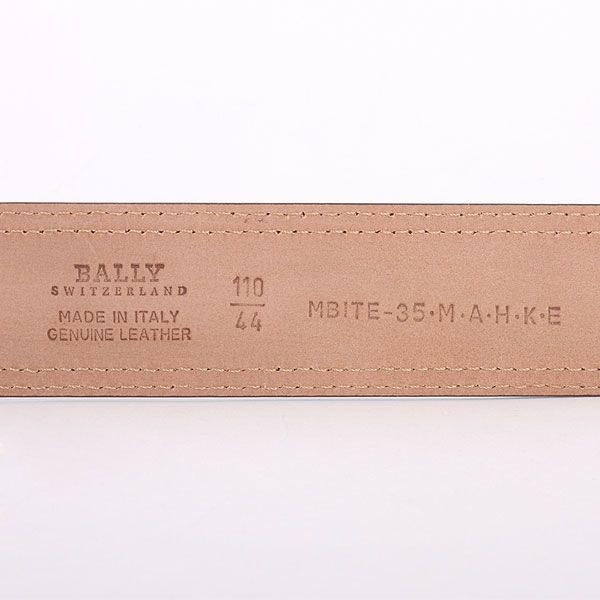 BALLY
SWITZERLAND
MADE IN ITALY
GENUINE LEATHER
110
44
MBITE-35·M·A·H·K·E